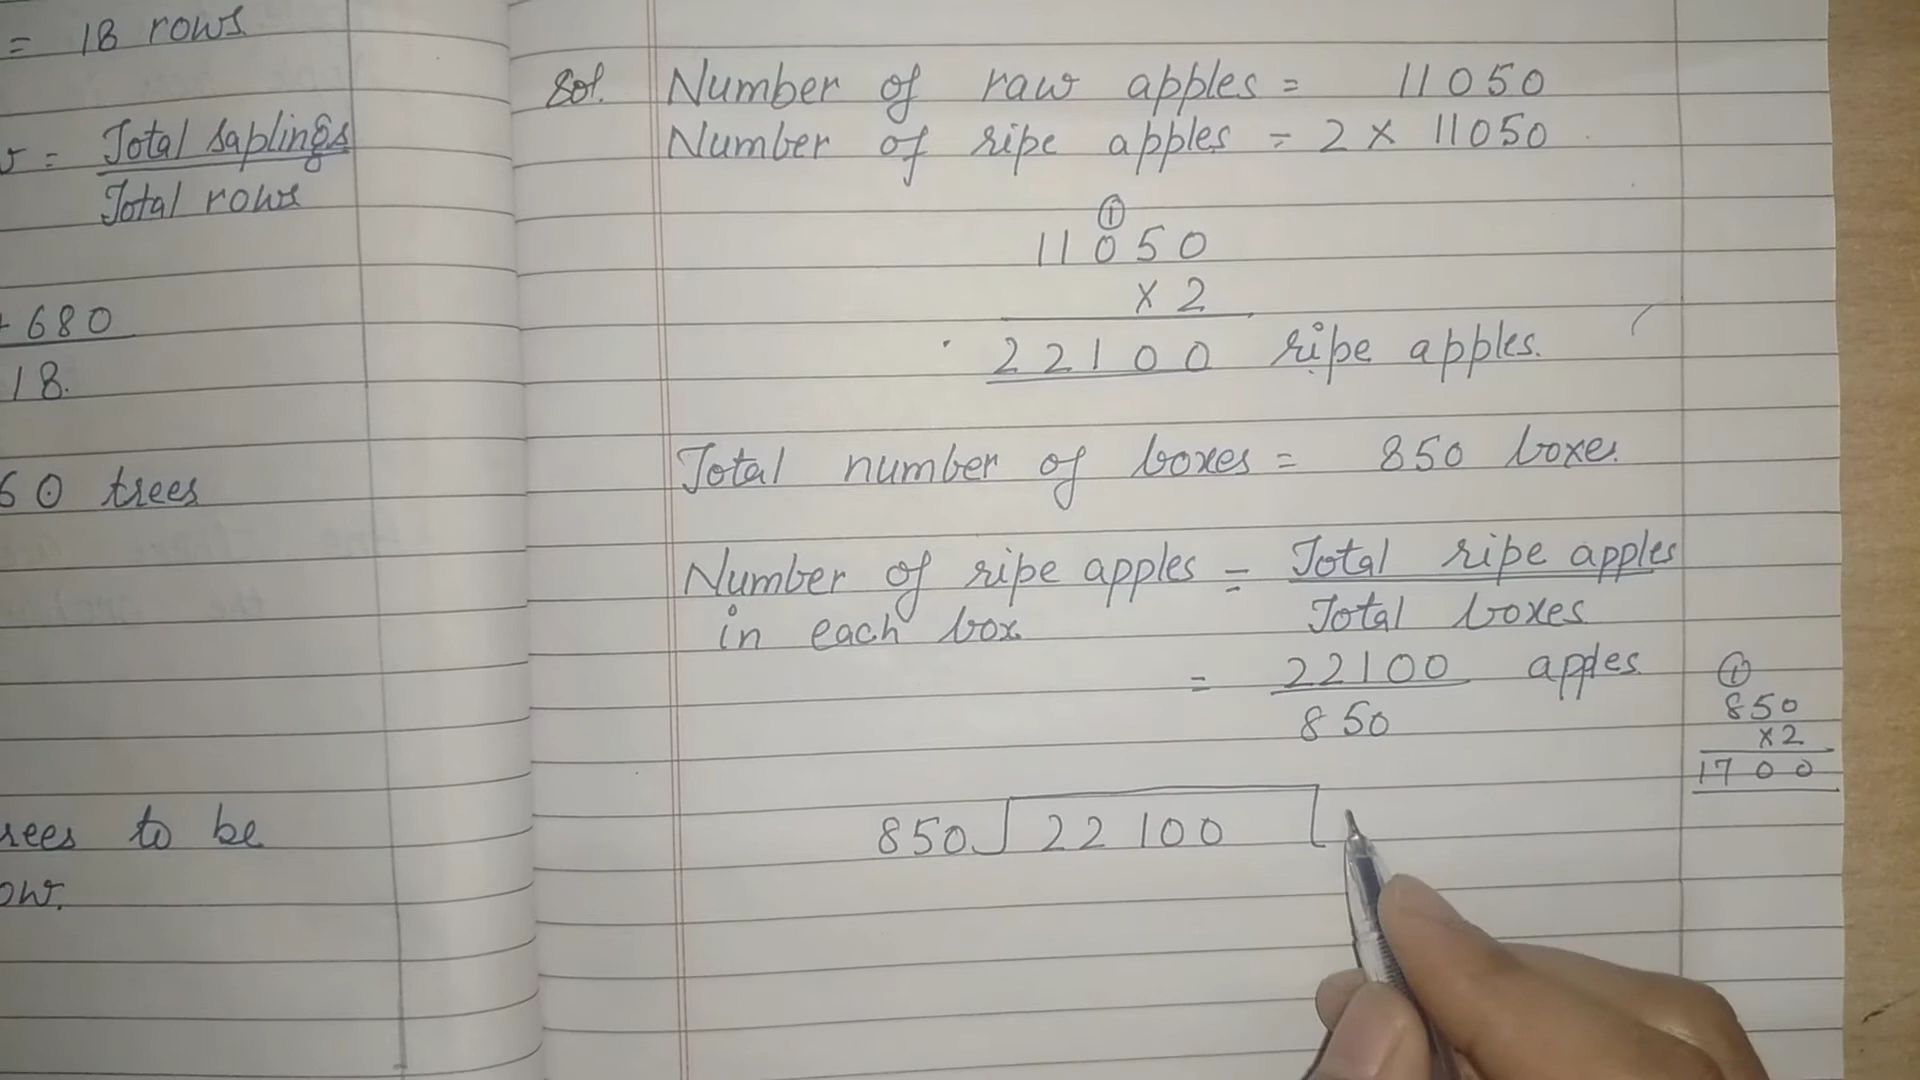 = 18 rows
= Total saplings
Total rows
680
18.
60 trees
trees to be
ow.
Sol. Number of raw apples = 11050
Number of ripe apples = 2 × 11050
1
11050
× 2
22100 ripe apples.
Total number of boxes = 850 boxes.
Number of ripe apples = Total ripe apples
in each box Total boxes
= 22100 apples
850
1
850
×2
1700
850 22100